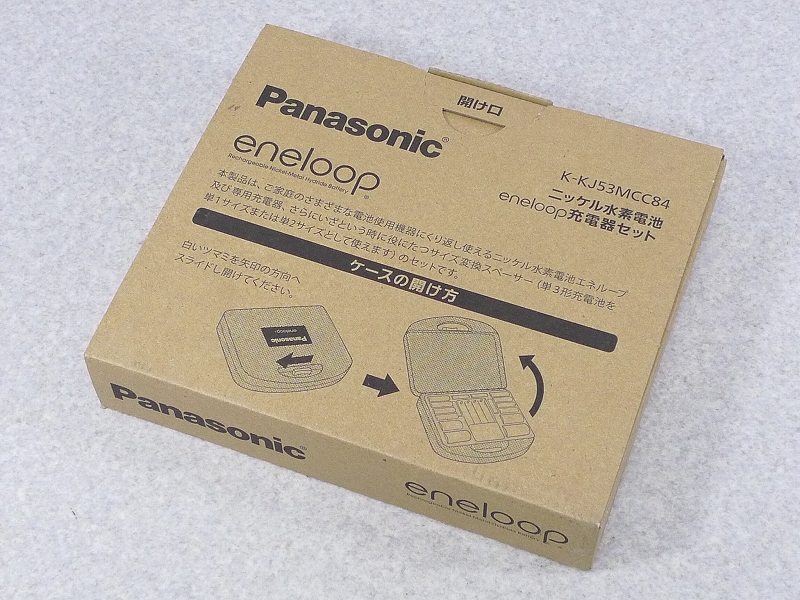 開け口
Panasonic®
eneloop®
Rechargeable Nickel-Metal Hydride Battery
K-KJ53MCC84
ニッケル水素電池
eneloop充電器セット
本製品は、ご家庭のさまざまな電池使用機器にくり返し使えるニッケル水素電池エネループ
及び専用充電器、さらにいざという時に役にたつサイズ変換スペーサー（単3形充電池を
単1サイズまたは単2サイズとして使えます）のセットです。
ケースの開け方
白いツマミを矢印の方向へ
スライドし開けてください。
Panasonic
eneloop
Panasonic®
eneloop®
Rechargeable Nickel-Metal Hydride Battery